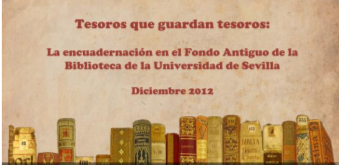 Tesoros que guardan tesoros:
La encuadernación en el Fondo Antiguo de la
Biblioteca de la Universidad de Sevilla
Diciembre 2012